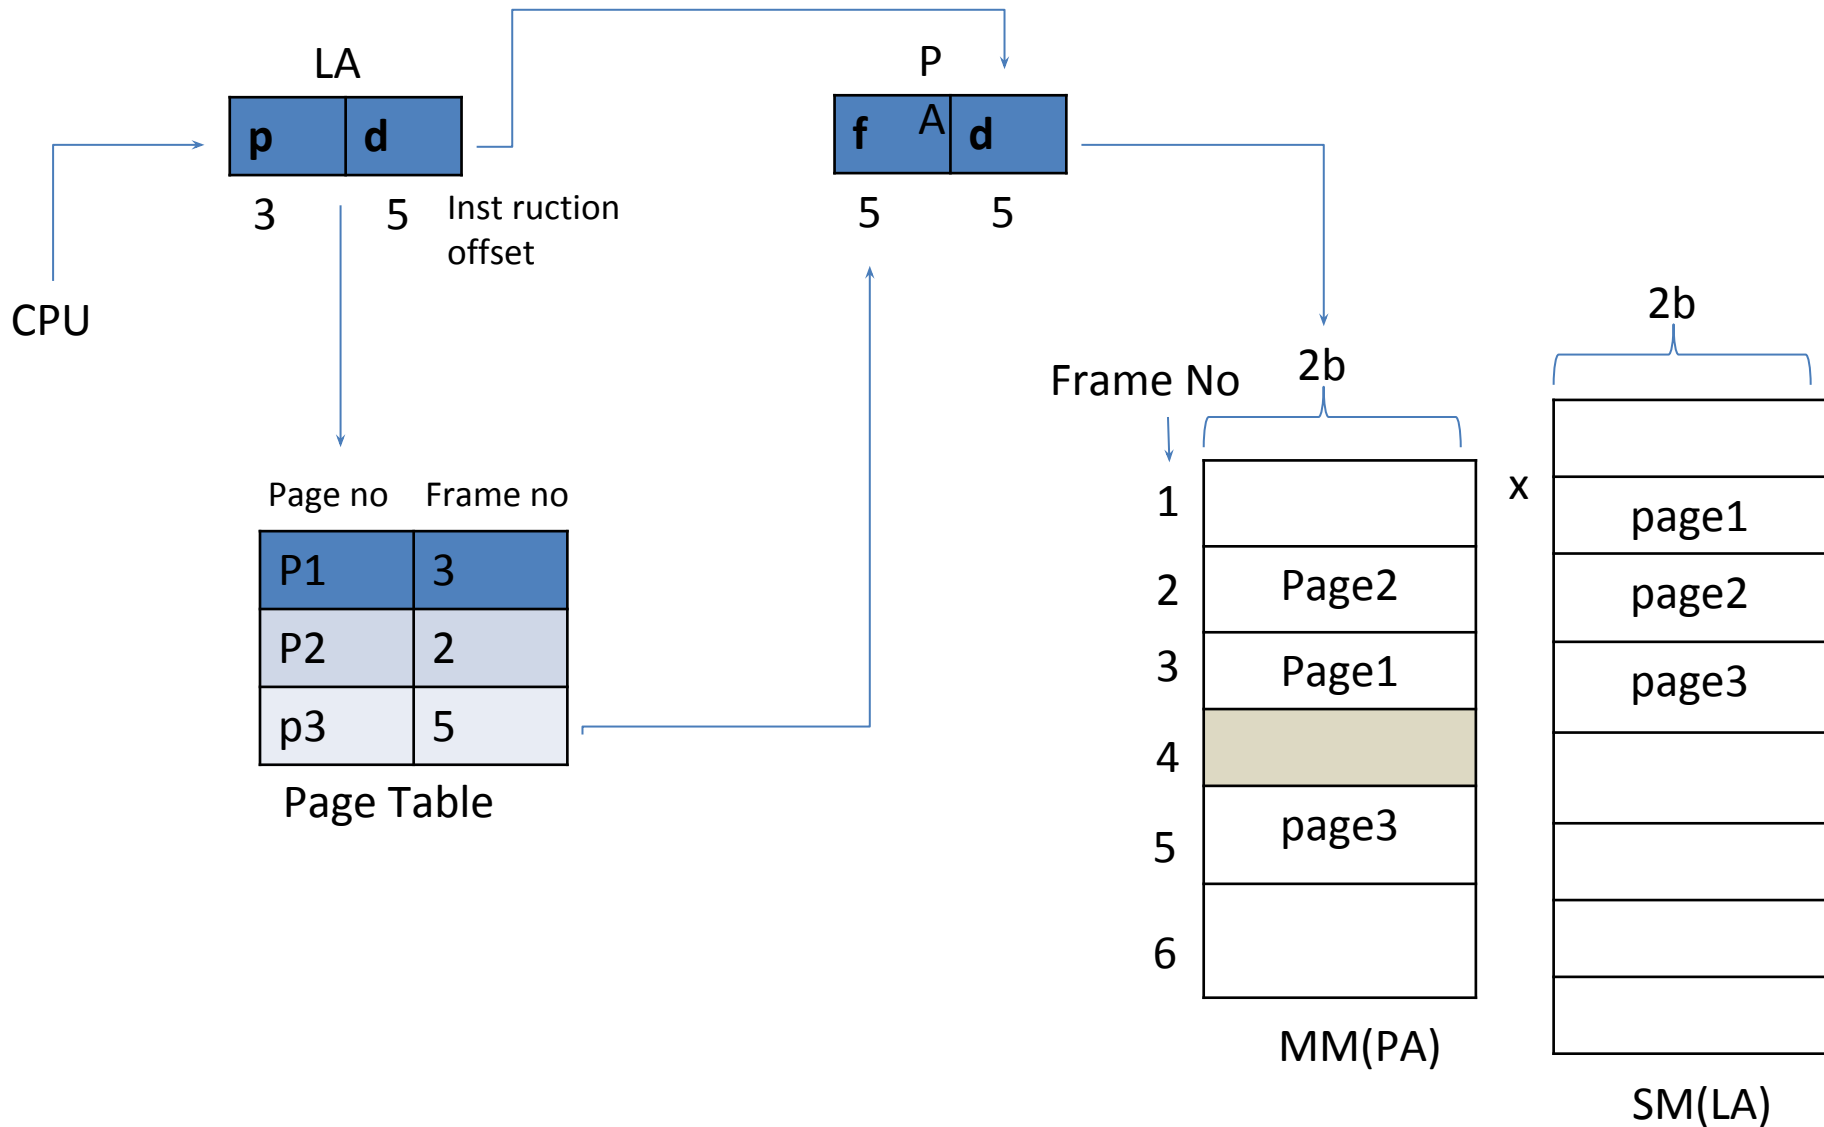 LA
P
A
p d
f d
3 5 Inst ruction
offset
5 5
CPU
2b
Frame No 2b
Page no Frame no
P1 3
P2 2
p3 5
Page Table
1
2 Page2
3 Page1
4
5 page3
6
x
page1
page2
page3
MM(PA)
SM(LA)